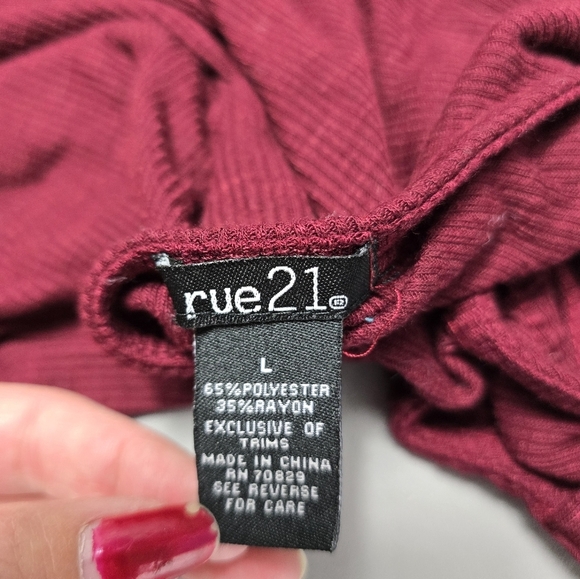 rue21®
L
65%POLYESTER
35%RAYON
EXCLUSIVE OF
TRIMS
MADE IN CHINA
RN 70829
SEE REVERSE
FOR CARE